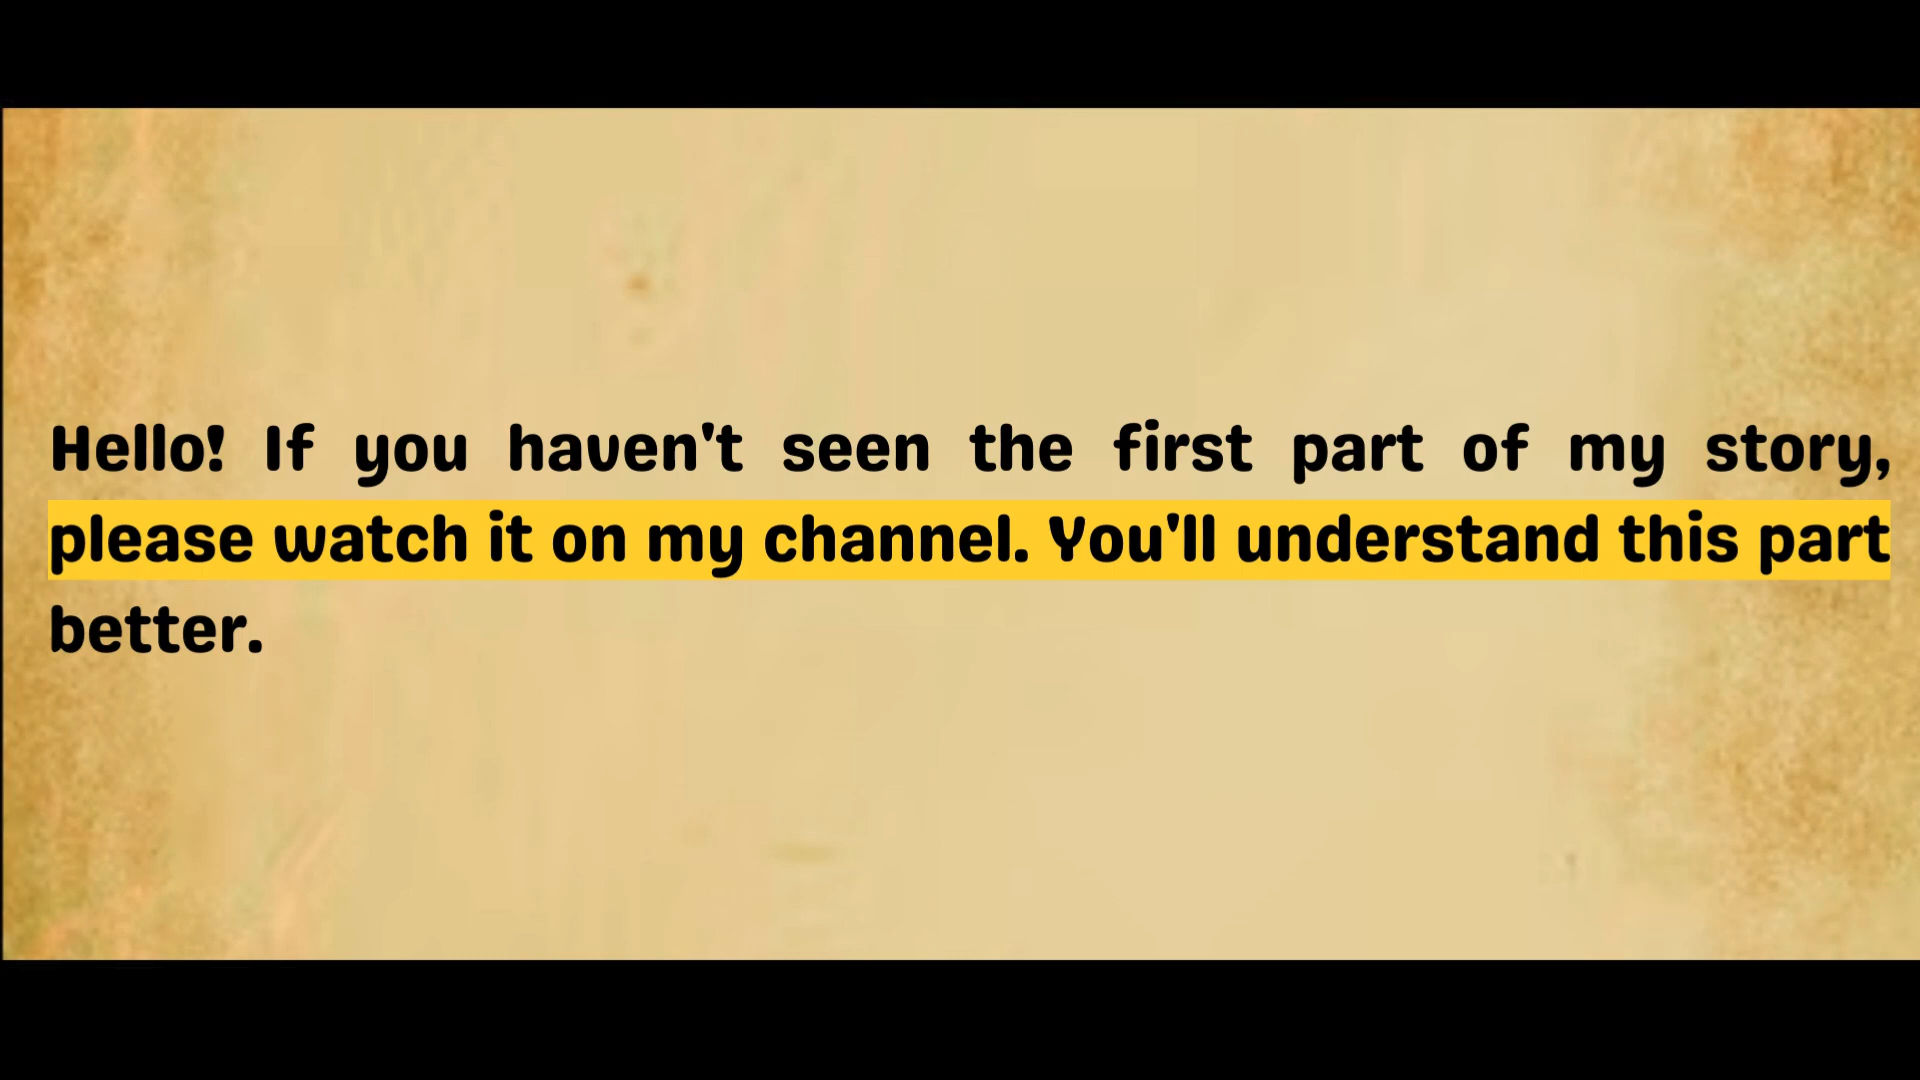 Hello! If you haven't seen the first part of my story,
please watch it on my channel. You'll understand this part
better.